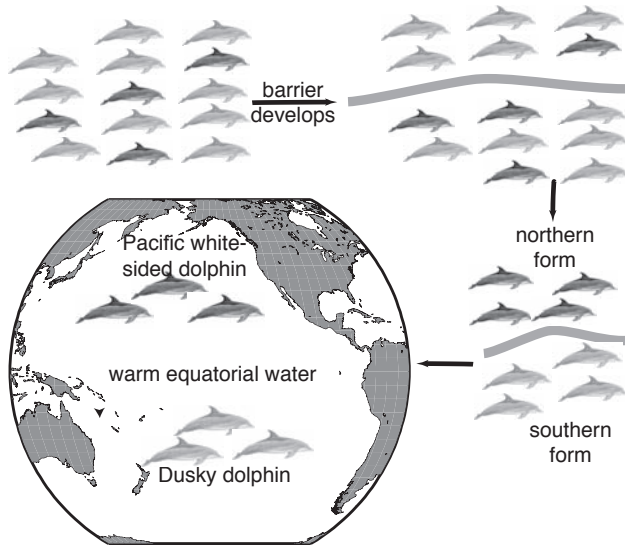 barrier
develops
northern
form
southern
form
Pacific white-
sided dolphin
warm equatorial water
Dusky dolphin